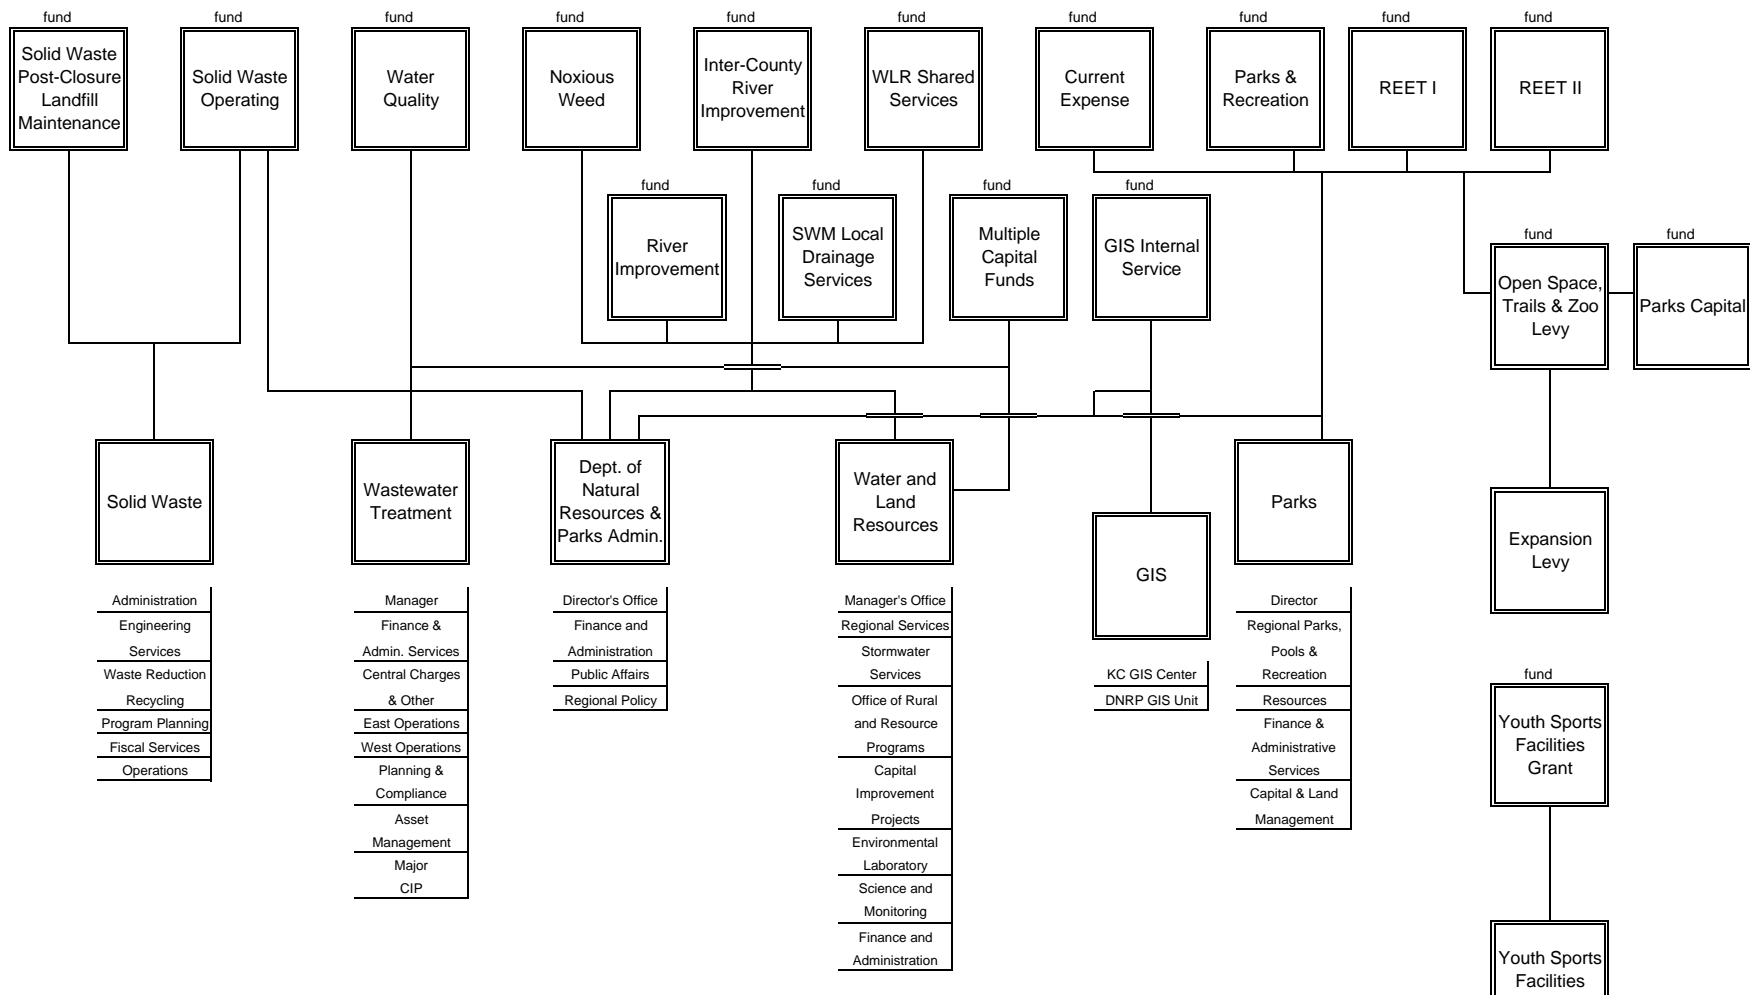 fund
fund
fund
fund
fund
fund
fund
fund
fund
fund
Solid Waste
Post-Closure
Landfill
Maintenance
Solid Waste
Operating
Water
Quality
Noxious
Weed
Inter-County
River
Improvement
WLR Shared
Services
Current
Expense
Parks &
Recreation
REET I
REET II
fund
River
Improvement
fund
SWM Local
Drainage
Services
fund
Multiple
Capital
Funds
fund
GIS Internal
Service
fund
Open Space,
Trails & Zoo
Levy
fund
Parks Capital
Solid Waste
Wastewater
Treatment
Dept. of
Natural
Resources &
Parks Admin.
Water and
Land
Resources
GIS
Parks
Expansion
Levy
Administration
Engineering
Services
Waste Reduction
Recycling
Program Planning
Fiscal Services
Operations
Manager
Finance &
Admin. Services
Central Charges
& Other
East Operations
West Operations
Planning &
Compliance
Asset
Management
Major
CIP
Director's Office
Finance and
Administration
Public Affairs
Regional Policy
Manager's Office
Regional Services
Stormwater
Services
Office of Rural
and Resource
Programs
Capital
Improvement
Projects
Environmental
Laboratory
Science and
Monitoring
Finance and
Administration
KC GIS Center
DNRP GIS Unit
Director
Regional Parks,
Pools &
Recreation
Resources
Finance &
Administrative
Services
Capital & Land
Management
fund
Youth Sports
Facilities
Grant
Youth Sports
Facilities